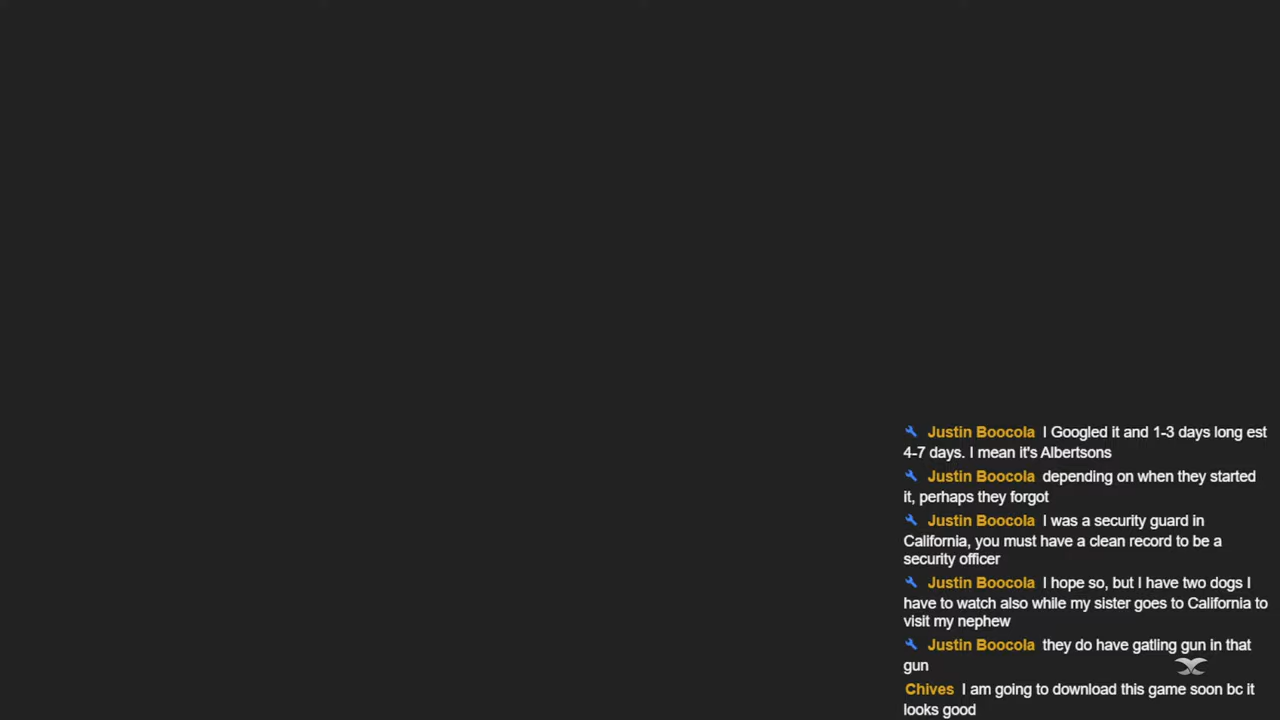 Justin Boocola I Googled it and 1-3 days long est
4-7 days. I mean it's Albertsons
Justin Boocola depending on when they started
it, perhaps they forgot
Justin Boocola I was a security guard in
California, you must have a clean record to be a
security officer
Justin Boocola I hope so, but I have two dogs I
have to watch also while my sister goes to California to
visit my nephew
Justin Boocola they do have gatling gun in that
gun
Chives I am going to download this game soon bc it
looks good